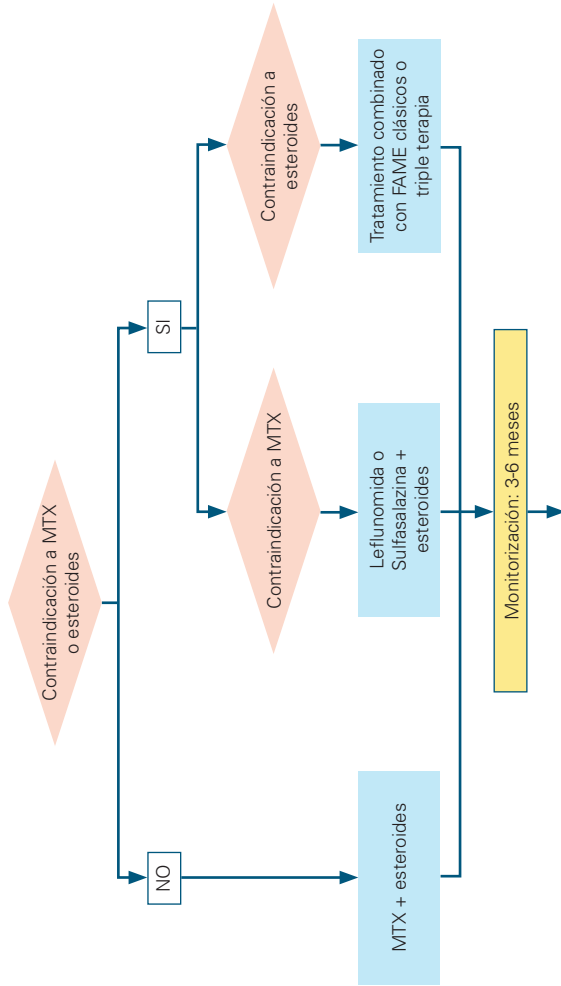 Contraindicación a MTX
o esteroides
NO
SI
Contraindicación a MTX
Contraindicación a
esteroides
MTX + esteroides
Leflunomida o
Sulfasalazina +
esteroides
Tratamiento combinado
con FAME clásicos o
triple terapia
Monitorización: 3-6 meses